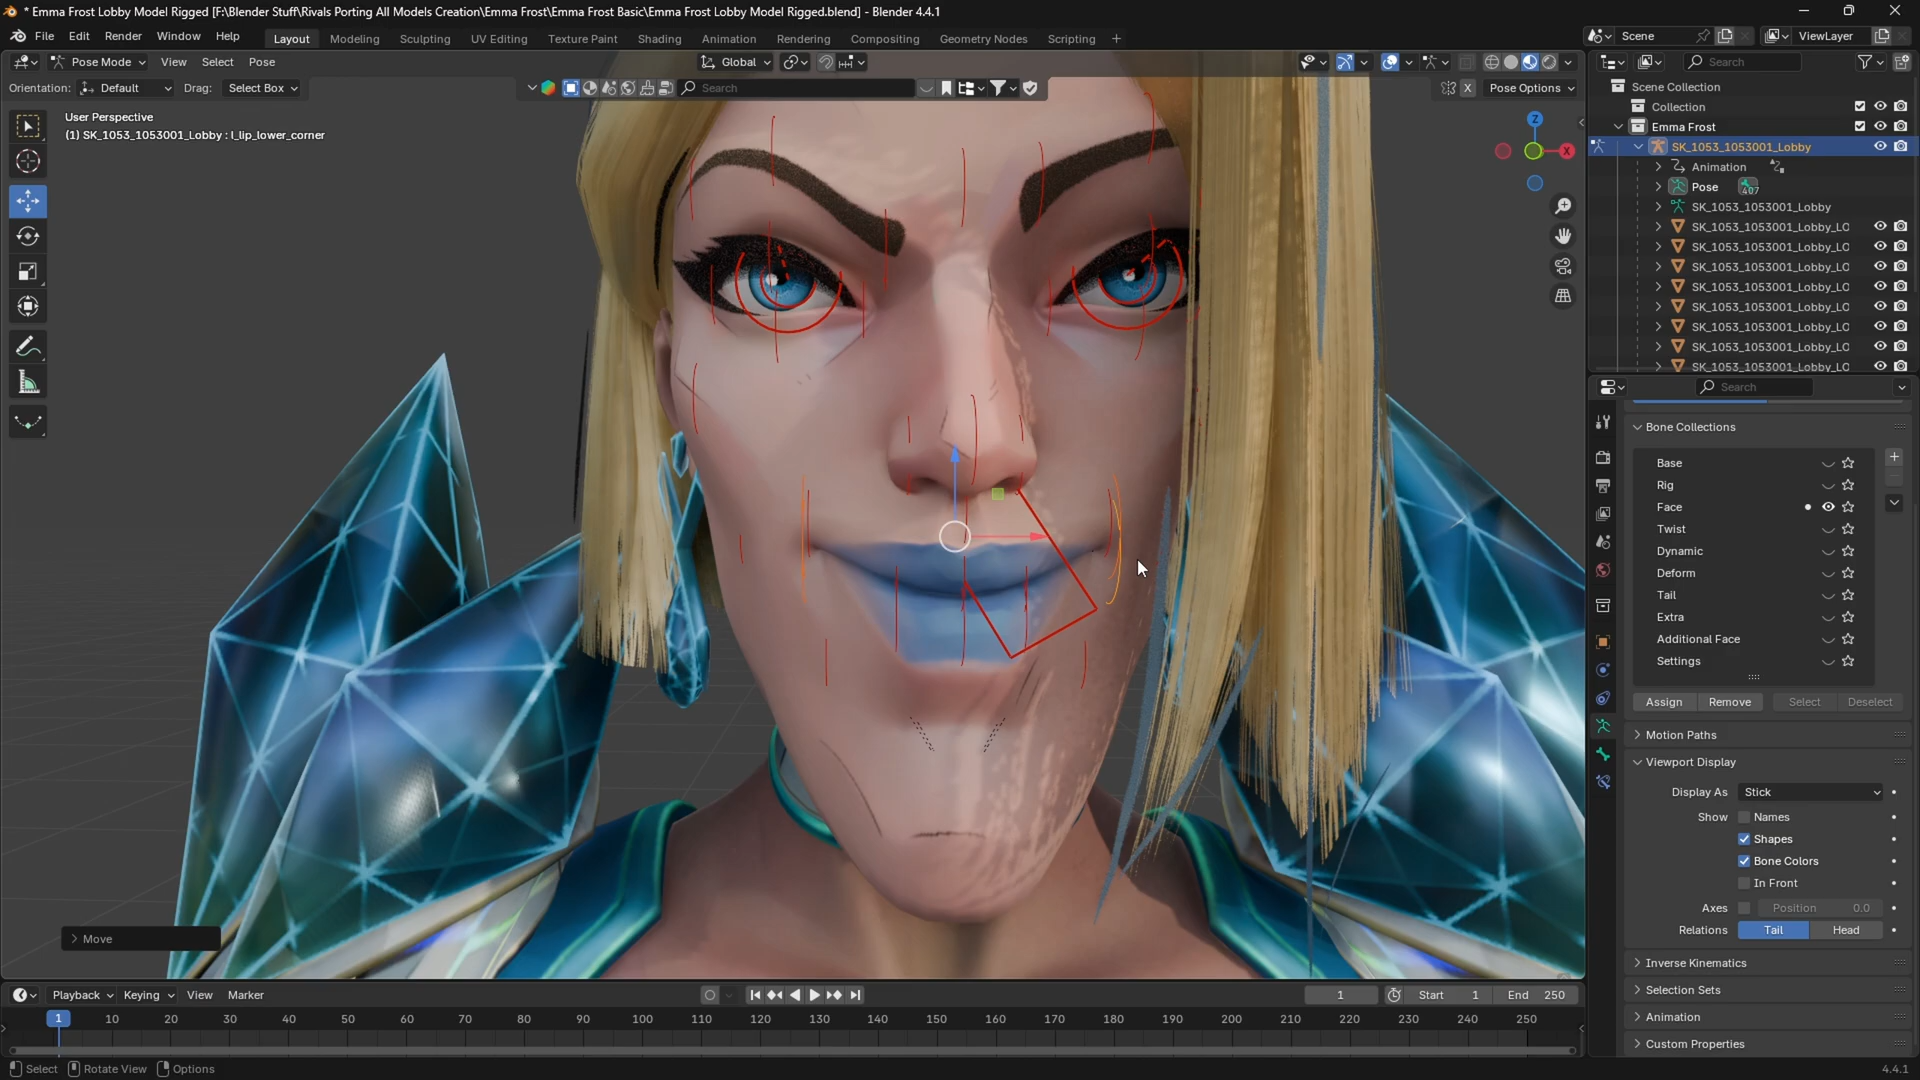 * Emma Frost Lobby Model Rigged [F:\Blender Stuff\Rivals Porting All Models Creation\Emma Frost\Emma Frost Basic\Emma Frost Lobby Model Rigged.blend] - Blender 4.4.1
File Edit Render Window Help Layout Modeling Sculpting UV Editing Texture Paint Shading Animation Rendering Compositing Geometry Nodes Scripting + Scene ViewLayer
Pose Mode View Select Pose Global Search
Orientation: Default Drag: Select Box Search X Pose Options
Scene Collection
Collection
Emma Frost
SK_1053_1053001_Lobby
Animation
Pose 407
SK_1053_1053001_Lobby
SK_1053_1053001_Lobby_LO
SK_1053_1053001_Lobby_LO
SK_1053_1053001_Lobby_LO
SK_1053_1053001_Lobby_LO
SK_1053_1053001_Lobby_LO
SK_1053_1053001_Lobby_LO
SK_1053_1053001_Lobby_LO
SK_1053_1053001_Lobby_LO
User Perspective
(1) SK_1053_1053001_Lobby : l_lip_lower_corner
Z
X
Move
Search
Bone Collections
Base
Rig
Face
Twist
Dynamic
Deform
Tail
Extra
Additional Face
Settings
Assign Remove Select Deselect
Motion Paths
Viewport Display
Display As Stick
Show Names
Shapes
Bone Colors
In Front
Axes Position 0.0
Relations Tail Head
Inverse Kinematics
Selection Sets
Animation
Custom Properties
Playback Keying View Marker 1 Start 1 End 250
1 10 20 30 40 50 60 70 80 90 100 110 120 130 140 150 160 170 180 190 200 210 220 230 240 250
Select Rotate View Options 4.4.1